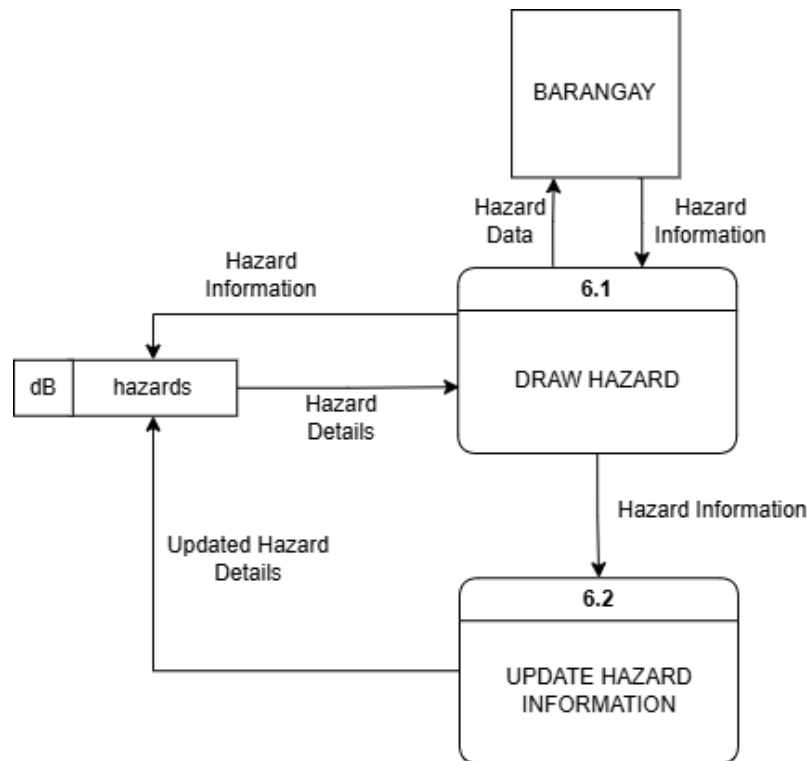 BARANGAY
Hazard
Data
Hazard
Information
Hazard
Information
6.1
DRAW HAZARD
dB
hazards
Hazard
Details
Hazard Information
Updated Hazard
Details
6.2
UPDATE HAZARD
INFORMATION